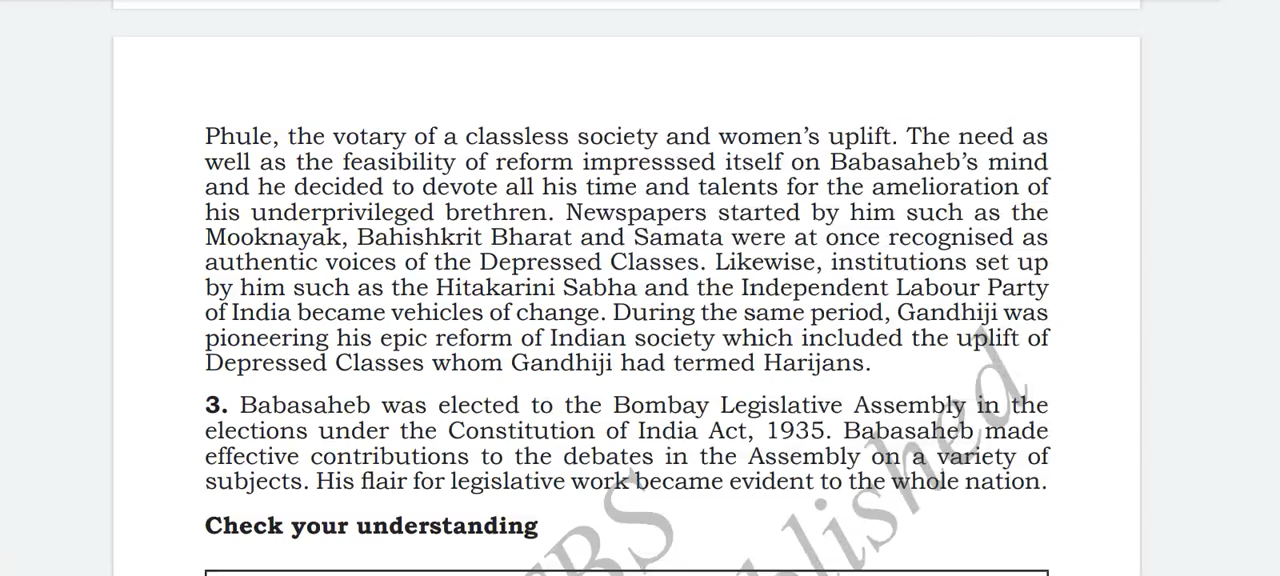 Phule, the votary of a classless society and women's uplift. The need as
well as the feasibility of reform impresssed itself on Babasaheb's mind
and he decided to devote all his time and talents for the amelioration of
his underprivileged brethren. Newspapers started by him such as the
Mooknayak, Bahishkrit Bharat and Samata were at once recognised as
authentic voices of the Depressed Classes. Likewise, institutions set up
by him such as the Hitakarini Sabha and the Independent Labour Party
of India became vehicles of change. During the same period, Gandhiji was
pioneering his epic reform of Indian society which included the uplift of
Depressed Classes whom Gandhiji had termed Harijans.
3. Babasaheb was elected to the Bombay Legislative Assembly in the
elections under the Constitution of India Act, 1935. Babasaheb made
effective contributions to the debates in the Assembly on a variety of
subjects. His flair for legislative work became evident to the whole nation.
Check your understanding